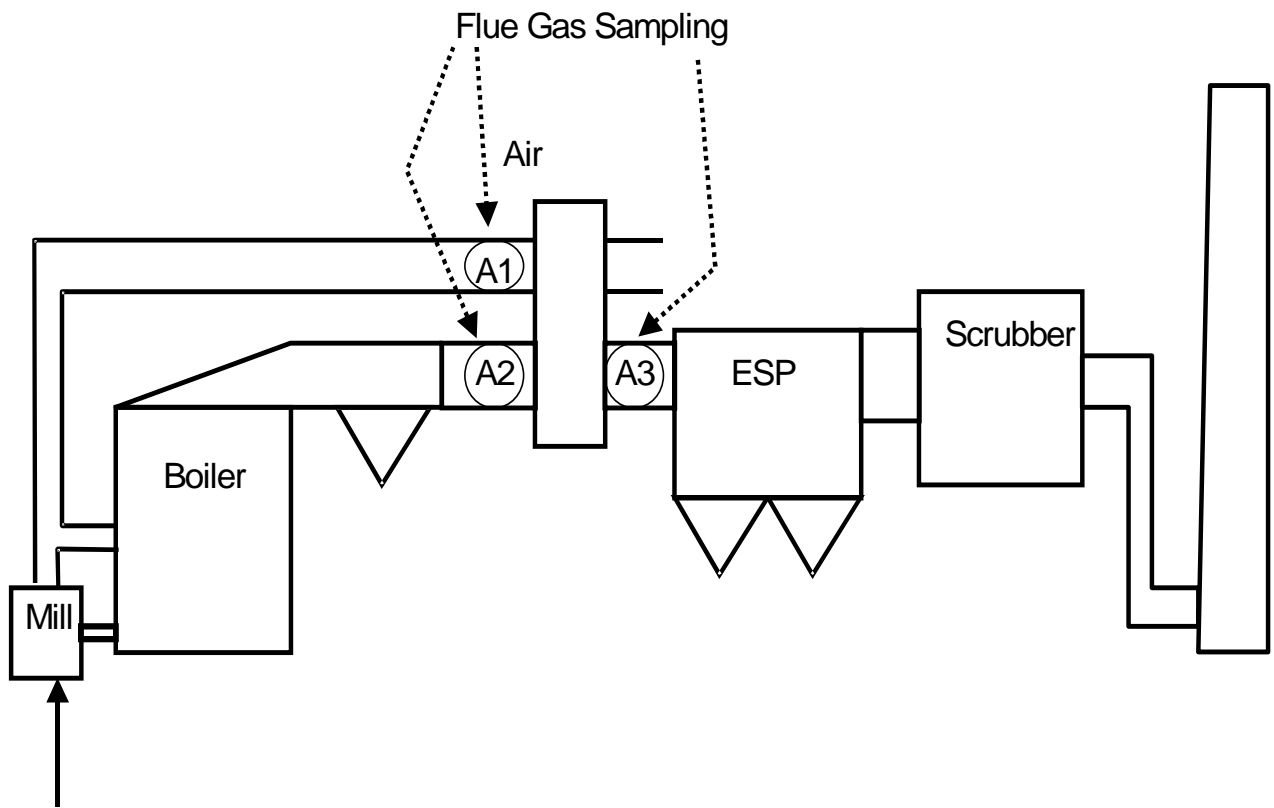 Flue Gas Sampling
Air
A1
Scrubber
A2
A3
ESP
Boiler
Mill